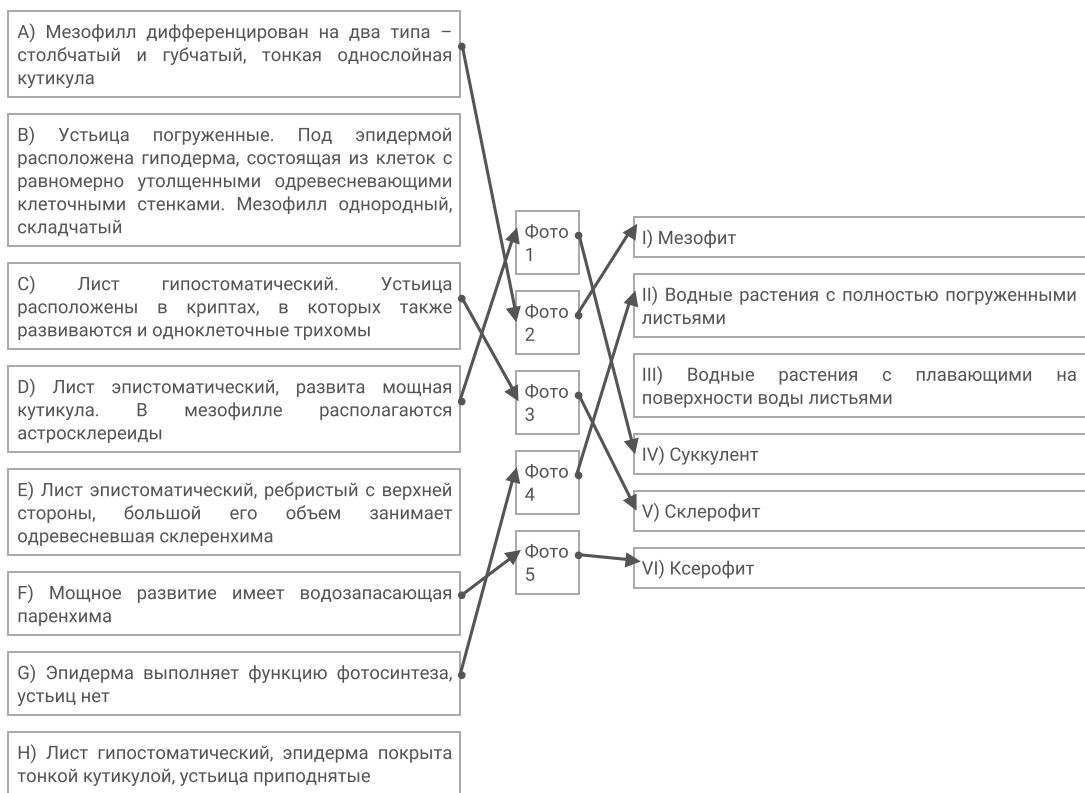 A) Мезофилл дифференцирован на два типа –
столбчатый и губчатый, тонкая однослойная
кутикула
B) Устьица погруженные. Под эпидермой
расположена гиподерма, состоящая из клеток с
равномерно утолщенными одревесневающими
клеточными стенками. Мезофилл однородный,
складчатый
C) Лист гипостоматический. Устьица
расположены в криптах, в которых также
развиваются и одноклеточные трихомы
D) Лист эпистоматический, развита мощная
кутикула. В мезофилле располагаются
астросклереиды
E) Лист эпистоматический, ребристый с верхней
стороны, большой его объем занимает
одревесневшая склеренхима
F) Мощное развитие имеет водозапасающая
паренхима
G) Эпидерма выполняет функцию фотосинтеза,
устьиц нет
H) Лист гипостоматический, эпидерма покрыта
тонкой кутикулой, устьица приподнятые
Фото
1
Фото
2
Фото
3
Фото
4
Фото
5
I) Мезофит
II) Водные растения с полностью погруженными
листьями
III) Водные растения с плавающими на
поверхности воды листьями
IV) Суккулент
V) Склерофит
VI) Ксерофит